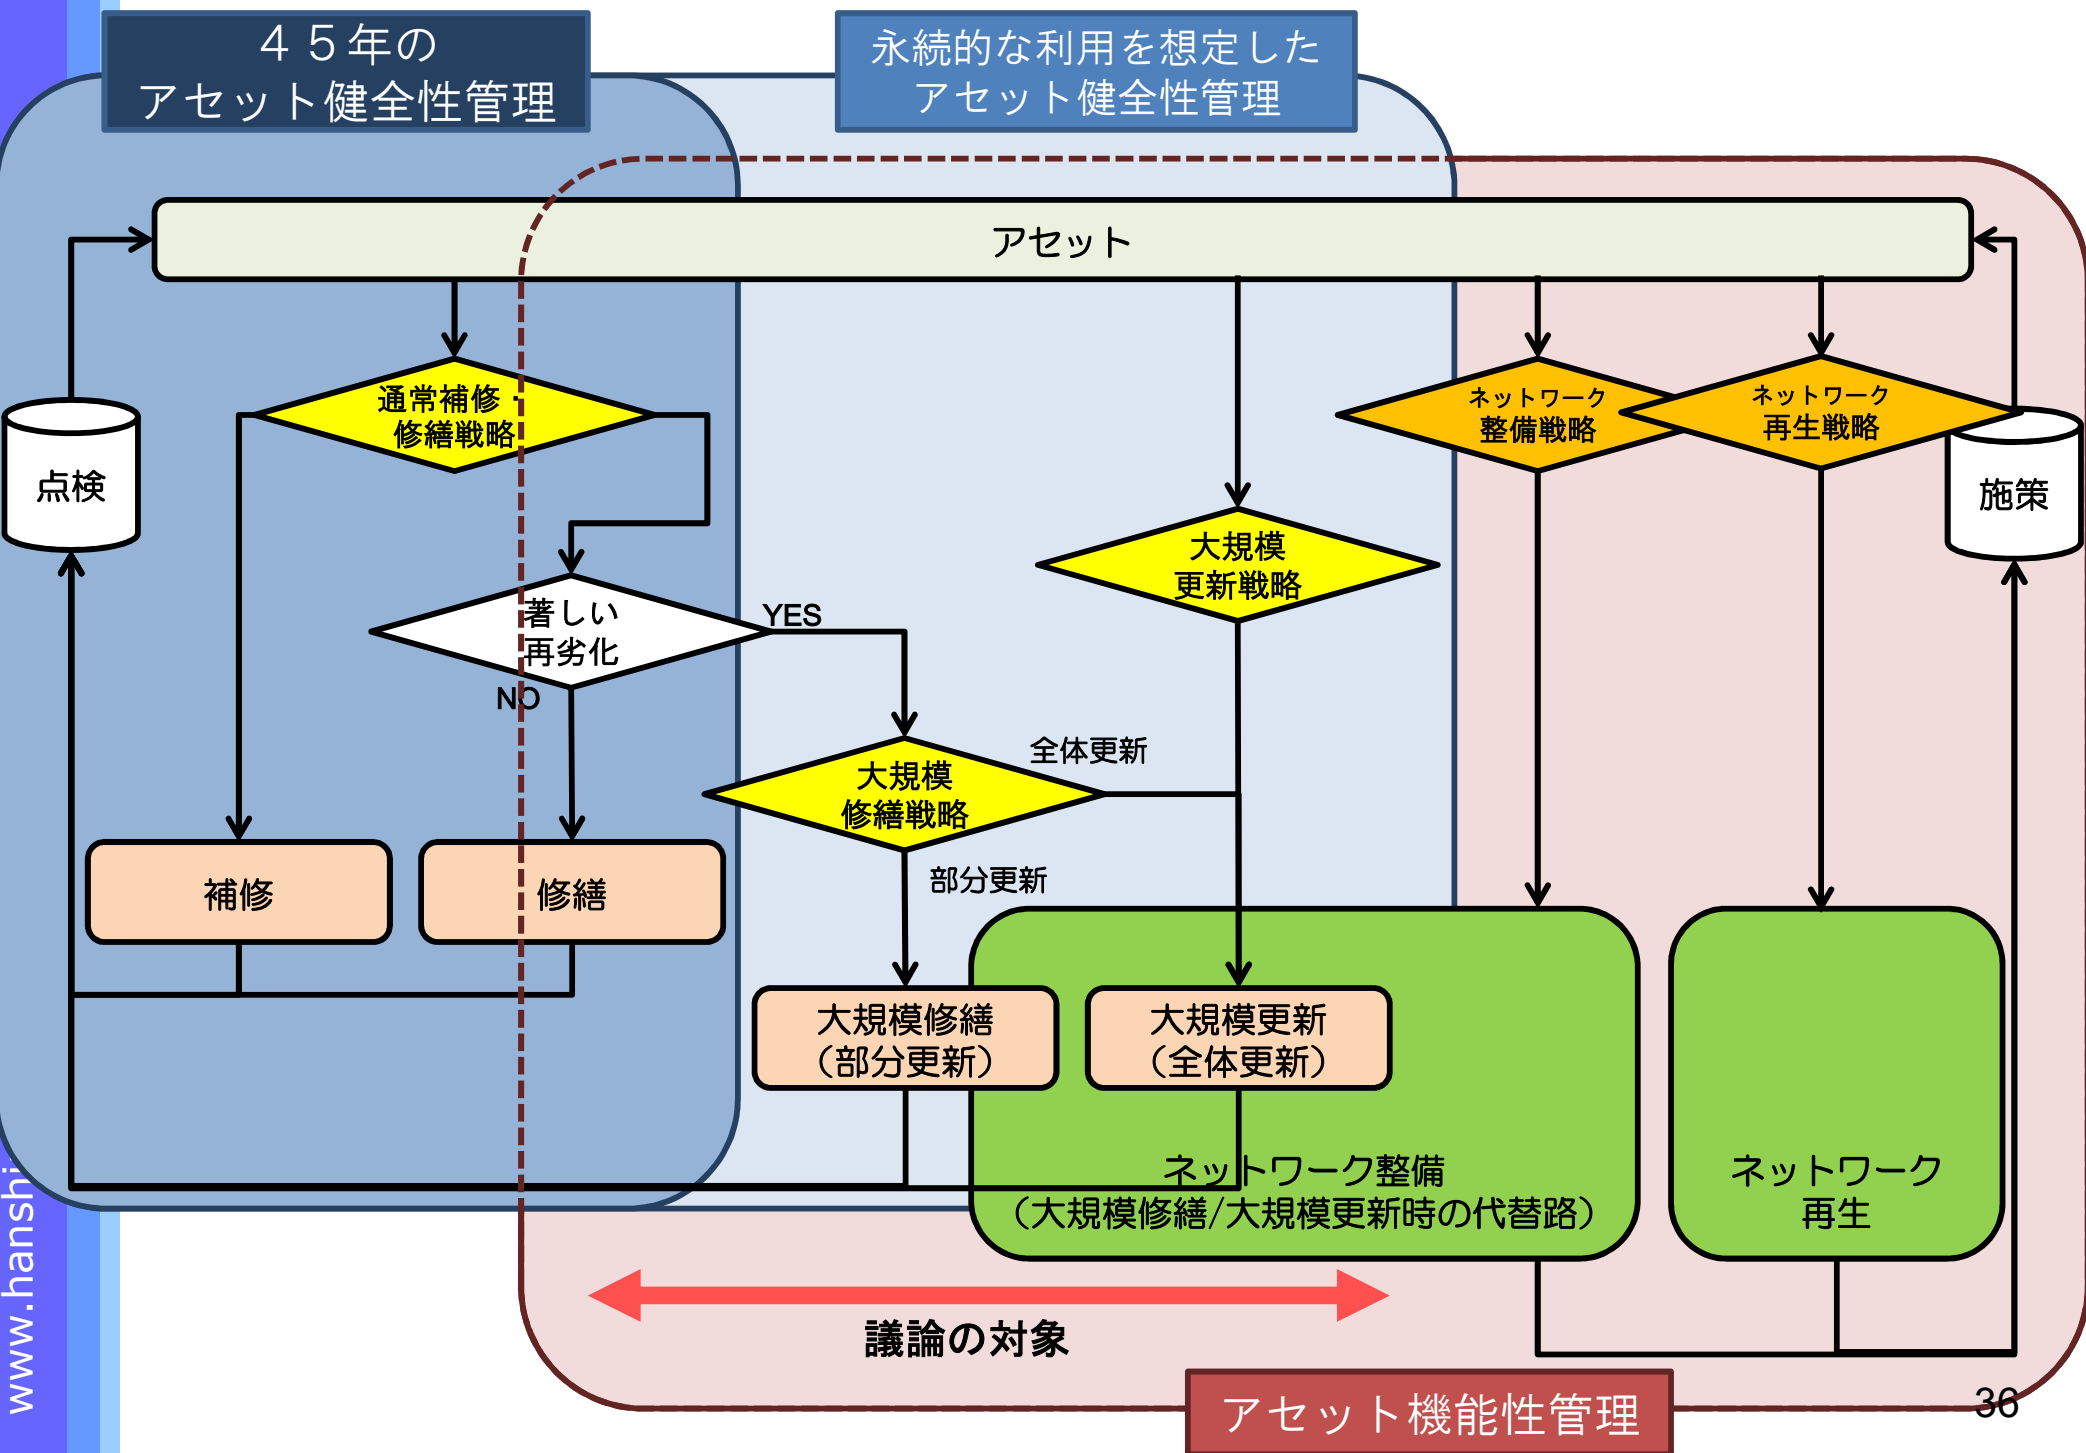 ４５年の
アセット健全性管理
永続的な利用を想定した
アセット健全性管理
アセット
通常補修・
修繕戦略
ネットワーク
整備戦略
ネットワーク
再生戦略
点検
施策
大規模
更新戦略
著しい
再劣化
YES
NO
全体更新
大規模
修繕戦略
部分更新
補修
修繕
大規模修繕
（部分更新）
大規模更新
（全体更新）
ネットワーク整備
（大規模修繕/大規模更新時の代替路）
ネットワーク
再生
議論の対象
アセット機能性管理
36
www.hanshi